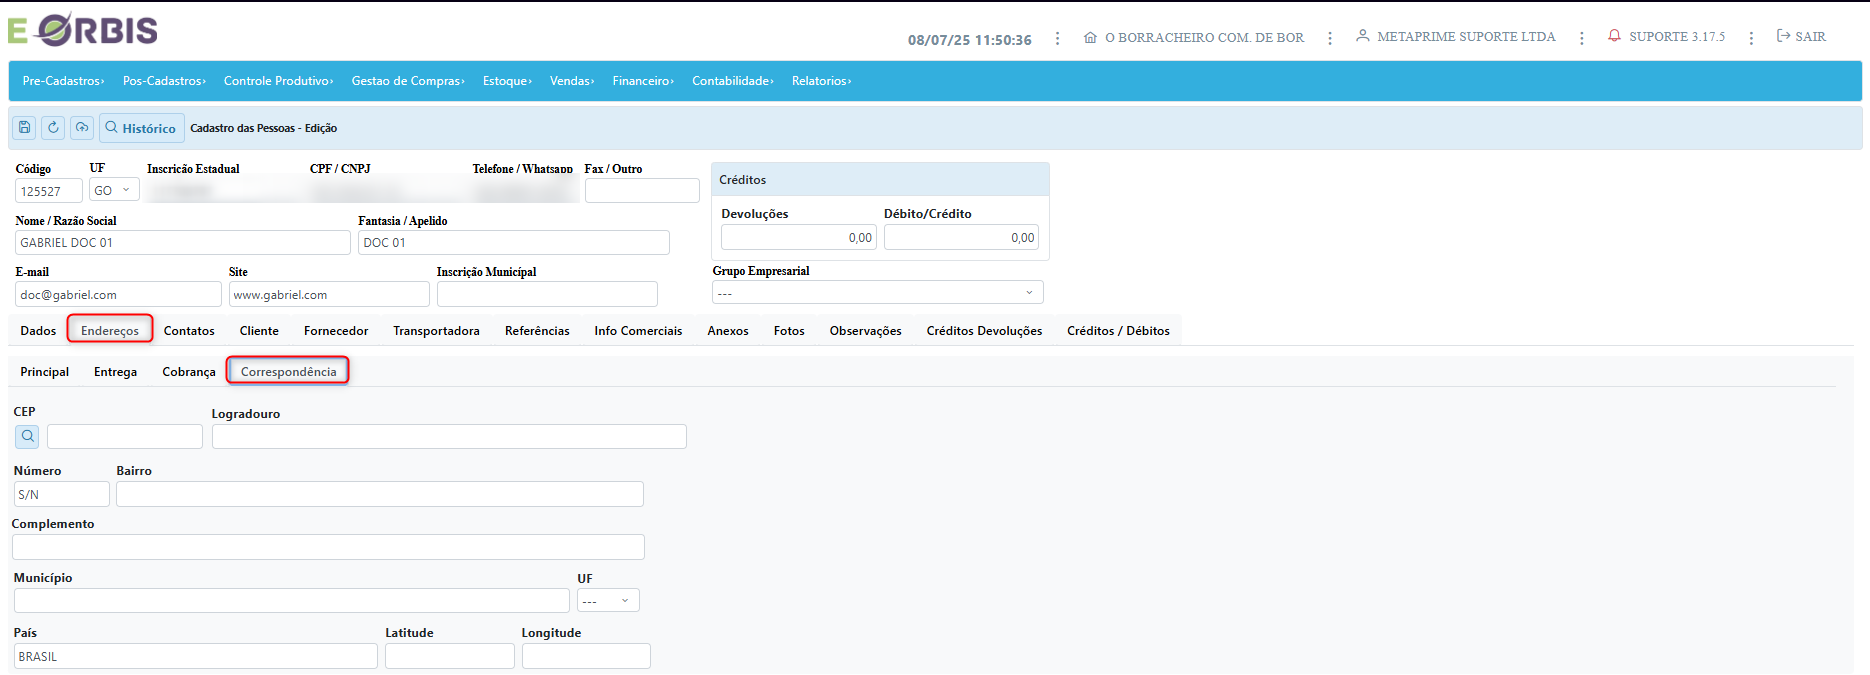 E ORBIS
08/07/25 11:50:36
O BORRACHEIRO COM. DE BOR
METAPRIME SUPORTE LTDA
SUPORTE 3.17.5
SAIR
Pre-Cadastros› Pos-Cadastros› Controle Produtivo› Gestao de Compras› Estoque› Vendas› Financeiro› Contabilidade› Relatorios›
Histórico Cadastro das Pessoas - Edição
Código UF Inscrição Estadual CPF / CNPJ Telefone / Whatsapp Fax / Outro
125527 GO
Nome / Razão Social Fantasia / Apelido
GABRIEL DOC 01 DOC 01
E-mail Site Inscrição Municípal
doc@gabriel.com www.gabriel.com
Créditos
Devoluções Débito/Crédito
0,00 0,00
Grupo Empresarial
---
Dados Endereços Contatos Cliente Fornecedor Transportadora Referências Info Comerciais Anexos Fotos Observações Créditos Devoluções Créditos / Débitos
Principal Entrega Cobrança Correspondência
CEP Logradouro
Número Bairro
S/N
Complemento
Município UF
---
País Latitude Longitude
BRASIL